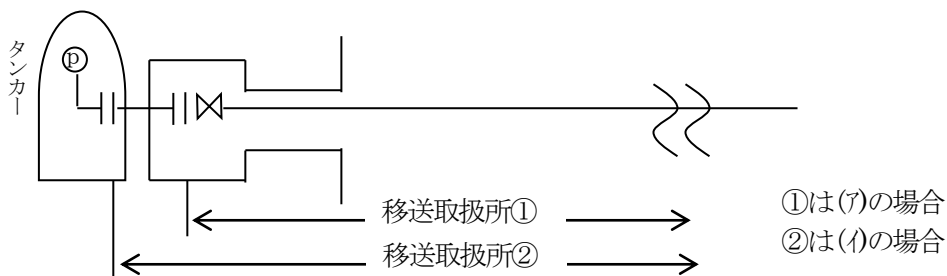 タンカー
p
移送取扱所①
移送取扱所②
①は(ア)の場合
②は(イ)の場合